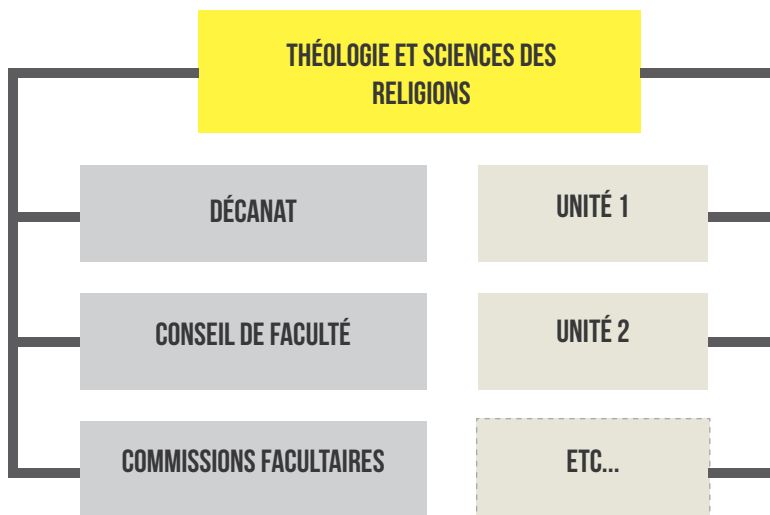 THÉOLOGIE ET SCIENCES DES
RELIGIONS
DÉCANAT
UNITÉ 1
CONSEIL DE FACULTÉ
UNITÉ 2
COMMISSIONS FACULTAIRES
ETC...